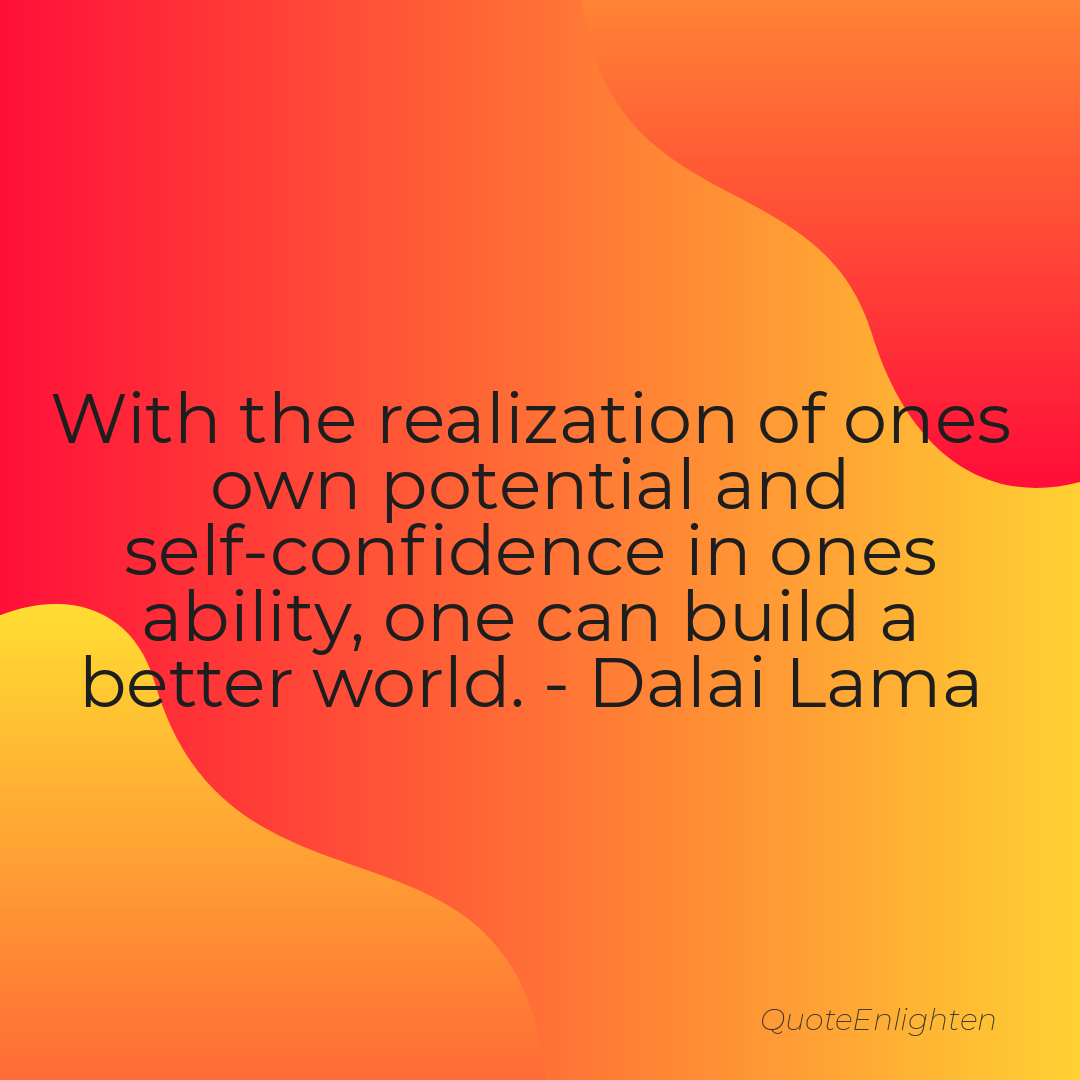 With the realization of ones
own potential and
self-confidence in ones
ability, one can build a
better world. - Dalai Lama
QuoteEnlighten